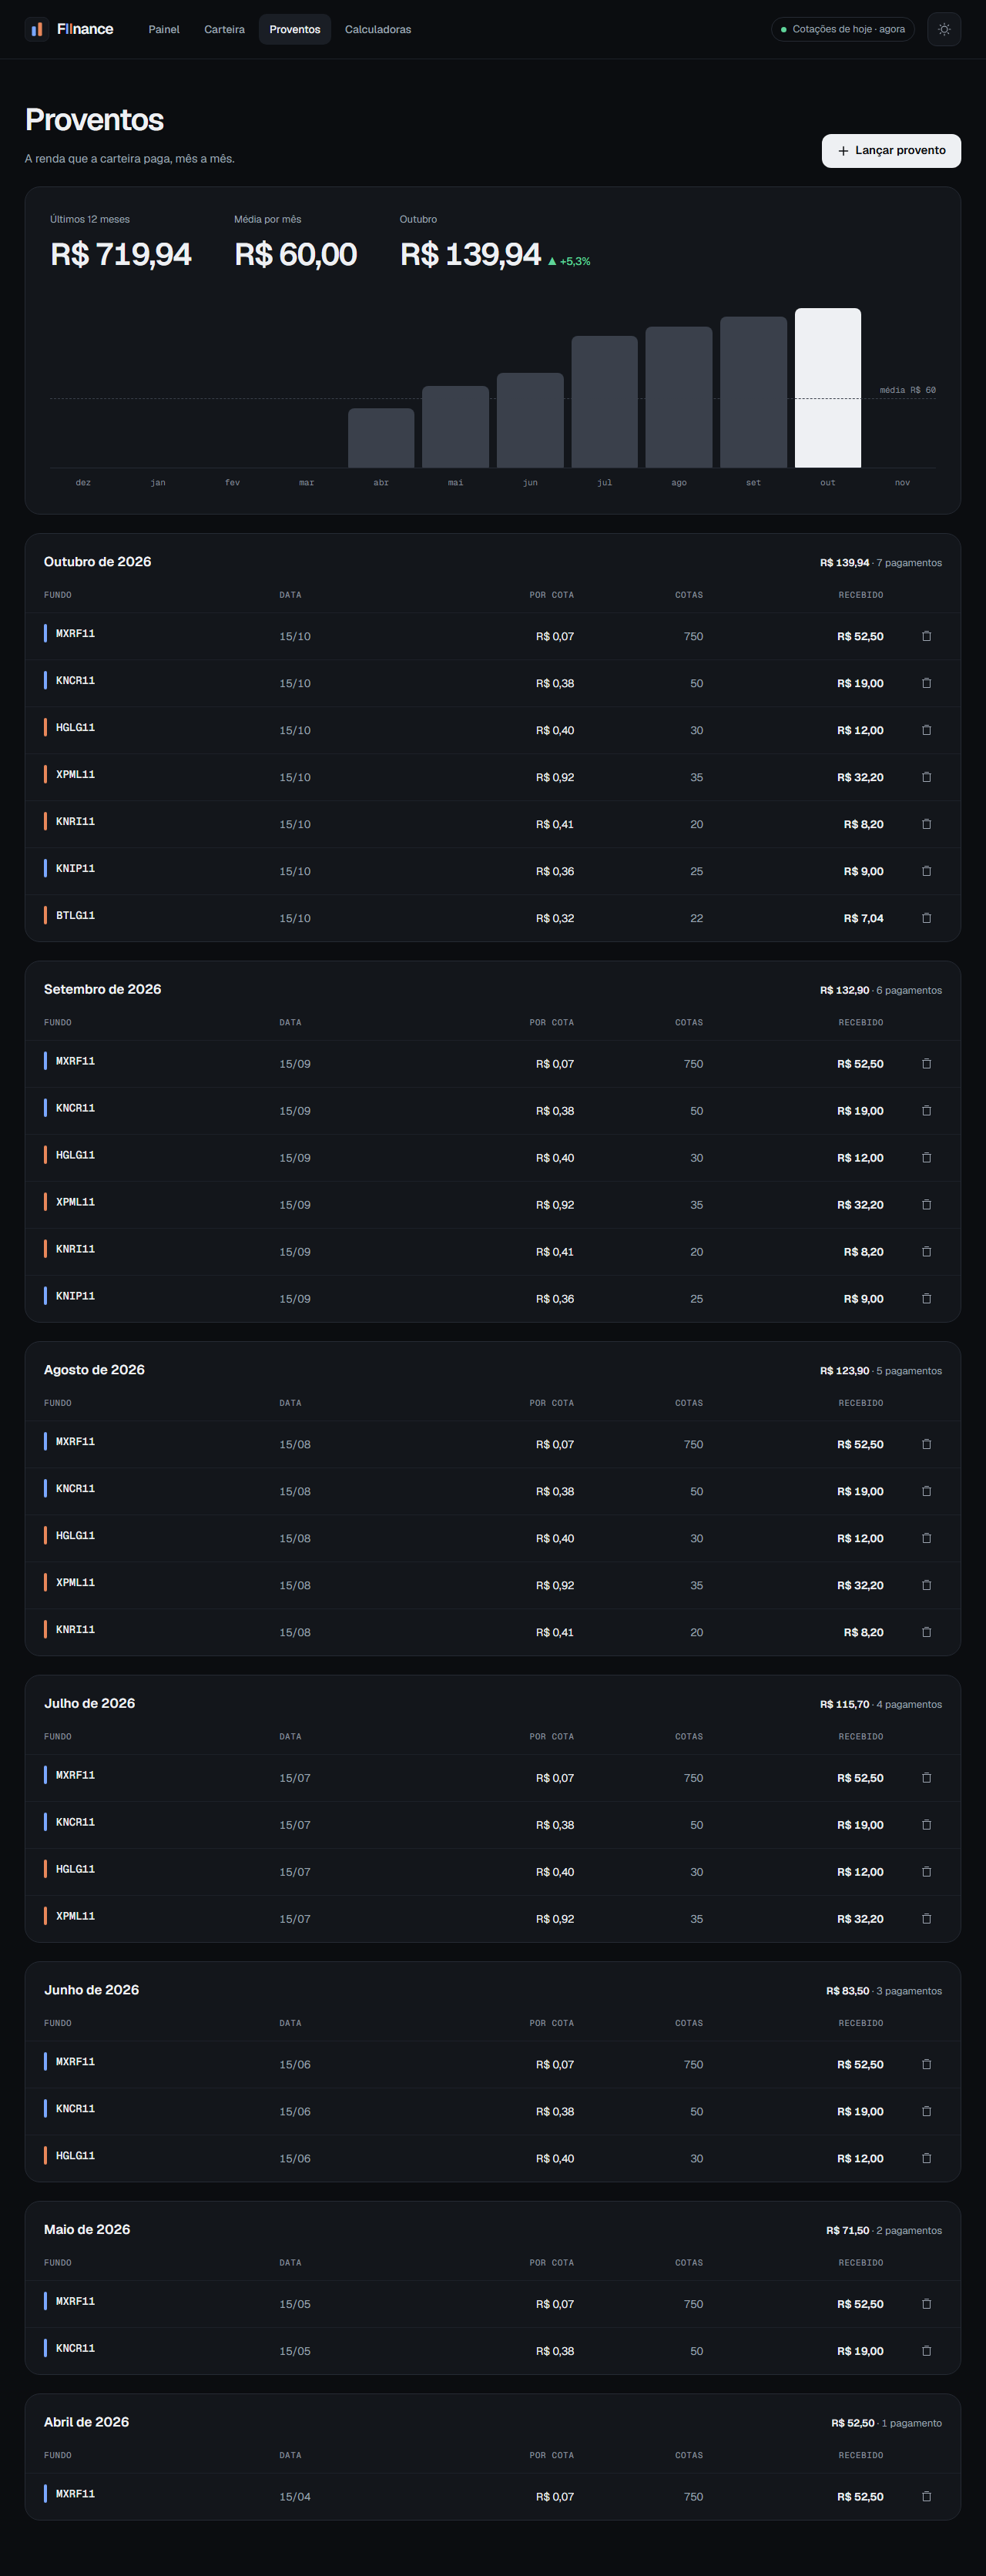 FIInance Painel Carteira Proventos Calculadoras Cotações de hoje · agora
Proventos
A renda que a carteira paga, mês a mês.
+ Lançar provento
Últimos 12 meses Média por mês Outubro
R$ 719,94 R$ 60,00 R$ 139,94 ▲ +5,3%
média R$ 60
dez jan fev mar abr mai jun jul ago set out nov
Outubro de 2026 R$ 139,94 · 7 pagamentos
FUNDO DATA POR COTA COTAS RECEBIDO
MXRF11 15/10 R$ 0,07 750 R$ 52,50
KNCR11 15/10 R$ 0,38 50 R$ 19,00
HGLG11 15/10 R$ 0,40 30 R$ 12,00
XPML11 15/10 R$ 0,92 35 R$ 32,20
KNRI11 15/10 R$ 0,41 20 R$ 8,20
KNIP11 15/10 R$ 0,36 25 R$ 9,00
BTLG11 15/10 R$ 0,32 22 R$ 7,04
Setembro de 2026 R$ 132,90 · 6 pagamentos
FUNDO DATA POR COTA COTAS RECEBIDO
MXRF11 15/09 R$ 0,07 750 R$ 52,50
KNCR11 15/09 R$ 0,38 50 R$ 19,00
HGLG11 15/09 R$ 0,40 30 R$ 12,00
XPML11 15/09 R$ 0,92 35 R$ 32,20
KNRI11 15/09 R$ 0,41 20 R$ 8,20
KNIP11 15/09 R$ 0,36 25 R$ 9,00
Agosto de 2026 R$ 123,90 · 5 pagamentos
FUNDO DATA POR COTA COTAS RECEBIDO
MXRF11 15/08 R$ 0,07 750 R$ 52,50
KNCR11 15/08 R$ 0,38 50 R$ 19,00
HGLG11 15/08 R$ 0,40 30 R$ 12,00
XPML11 15/08 R$ 0,92 35 R$ 32,20
KNRI11 15/08 R$ 0,41 20 R$ 8,20
Julho de 2026 R$ 115,70 · 4 pagamentos
FUNDO DATA POR COTA COTAS RECEBIDO
MXRF11 15/07 R$ 0,07 750 R$ 52,50
KNCR11 15/07 R$ 0,38 50 R$ 19,00
HGLG11 15/07 R$ 0,40 30 R$ 12,00
XPML11 15/07 R$ 0,92 35 R$ 32,20
Junho de 2026 R$ 83,50 · 3 pagamentos
FUNDO DATA POR COTA COTAS RECEBIDO
MXRF11 15/06 R$ 0,07 750 R$ 52,50
KNCR11 15/06 R$ 0,38 50 R$ 19,00
HGLG11 15/06 R$ 0,40 30 R$ 12,00
Maio de 2026 R$ 71,50 · 2 pagamentos
FUNDO DATA POR COTA COTAS RECEBIDO
MXRF11 15/05 R$ 0,07 750 R$ 52,50
KNCR11 15/05 R$ 0,38 50 R$ 19,00
Abril de 2026 R$ 52,50 · 1 pagamento
FUNDO DATA POR COTA COTAS RECEBIDO
MXRF11 15/04 R$ 0,07 750 R$ 52,50